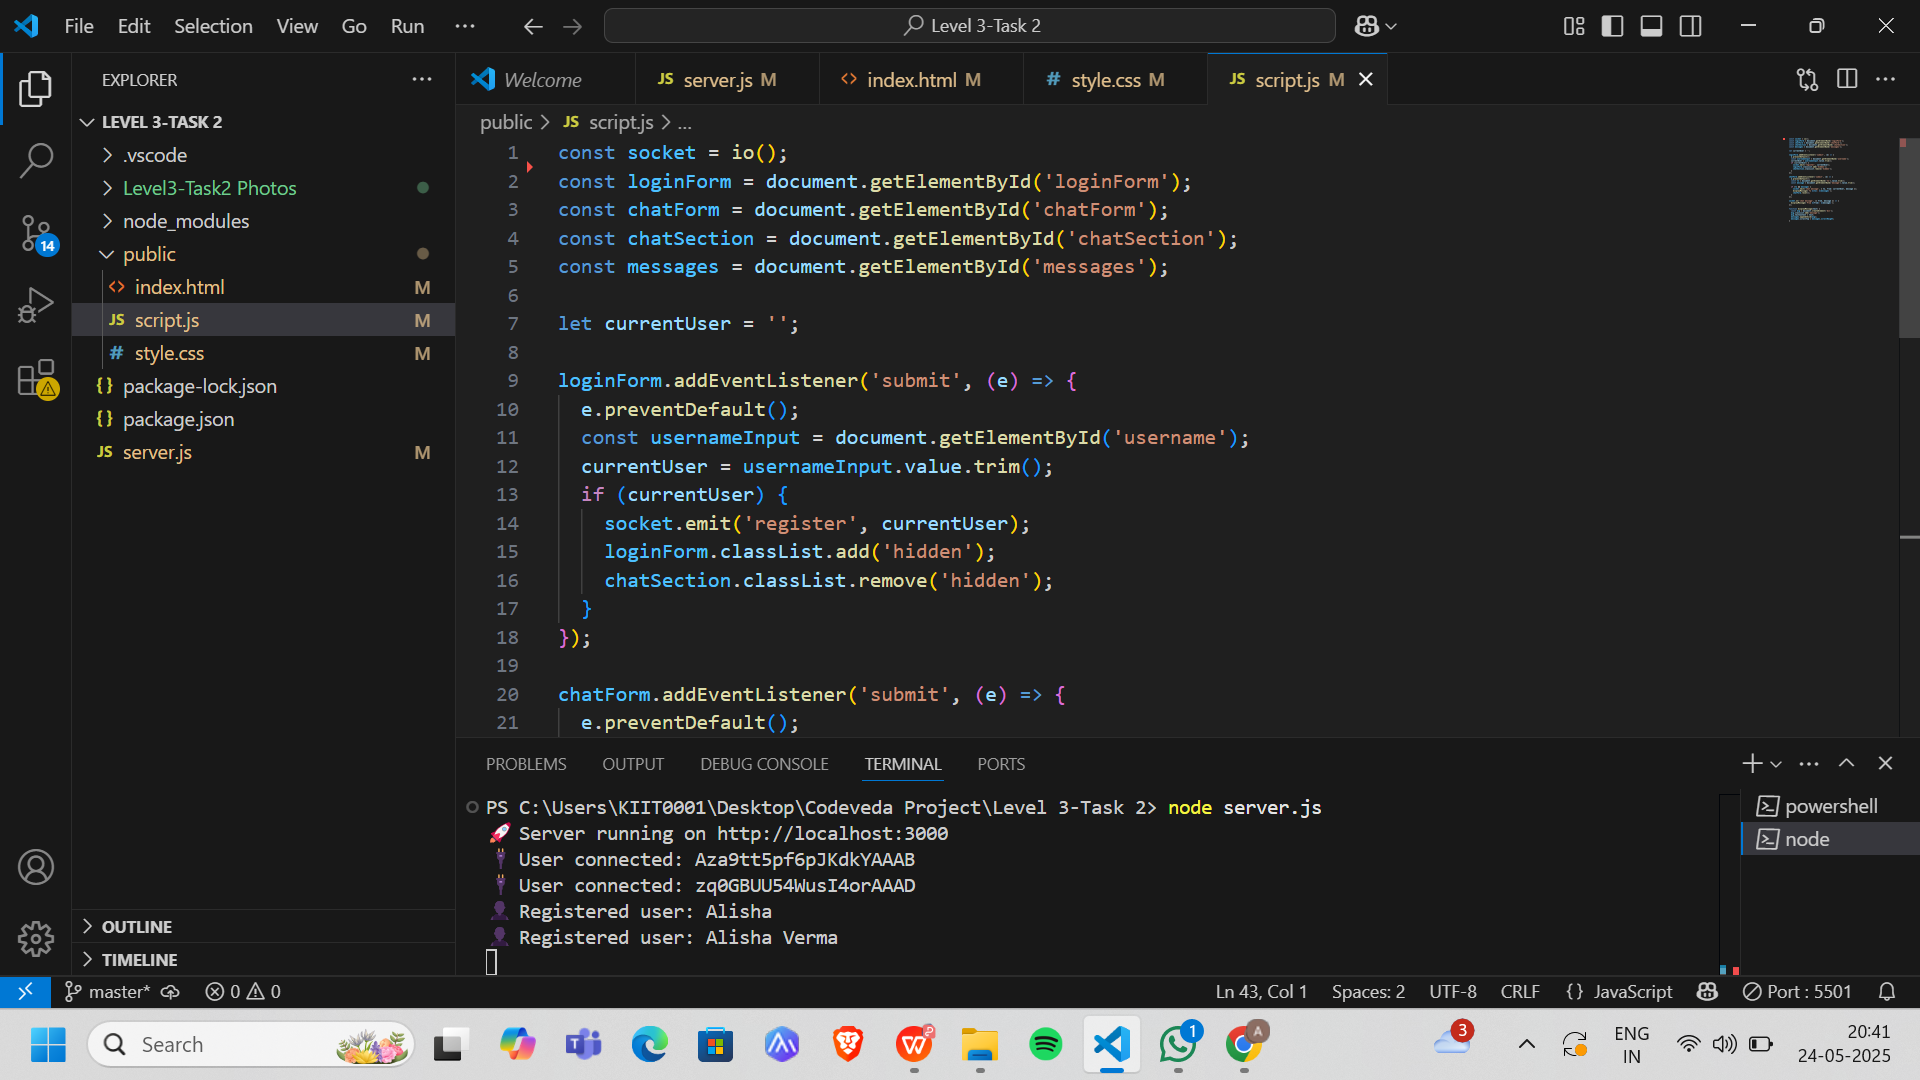 File Edit Selection View Go Run ··· Level 3-Task 2
EXPLORER ···
LEVEL 3-TASK 2
.vscode
Level3-Task2 Photos
node_modules
public
index.html M
script.js M
style.css M
package-lock.json
package.json
server.js M
OUTLINE
TIMELINE
14
Welcome
JS server.js M
index.html M
# style.css M
JS script.js M
public > JS script.js > ...
1 const socket = io();
2 const loginForm = document.getElementById('loginForm');
3 const chatForm = document.getElementById('chatForm');
4 const chatSection = document.getElementById('chatSection');
5 const messages = document.getElementById('messages');
6
7 let currentUser = '';
8
9 loginForm.addEventListener('submit', (e) => {
10 e.preventDefault();
11 const usernameInput = document.getElementById('username');
12 currentUser = usernameInput.value.trim();
13 if (currentUser) {
14 socket.emit('register', currentUser);
15 loginForm.classList.add('hidden');
16 chatSection.classList.remove('hidden');
17 }
18 });
19
20 chatForm.addEventListener('submit', (e) => {
21 e.preventDefault();
PROBLEMS OUTPUT DEBUG CONSOLE TERMINAL PORTS
PS C:\Users\KIIT0001\Desktop\Codeveda Project\Level 3-Task 2> node server.js
🚀 Server running on http://localhost:3000
🔌 User connected: Aza9tt5pf6pJKdkYAAAB
🔌 User connected: zq0GBUU54WusI4orAAAD
👤 Registered user: Alisha
👤 Registered user: Alisha Verma
powershell
node
master* 0 0 Ln 43, Col 1 Spaces: 2 UTF-8 CRLF {} JavaScript Port : 5501
Search
1
A
3
ENG
IN
20:41
24-05-2025